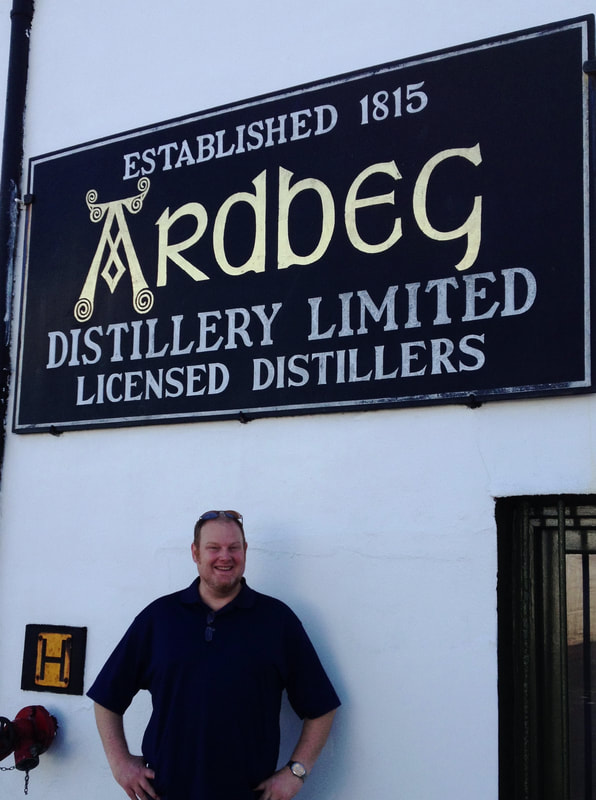 ESTABLISHED 1815
ARdbEG
DISTILLERY LIMITED
LICENSED DISTILLERS
H